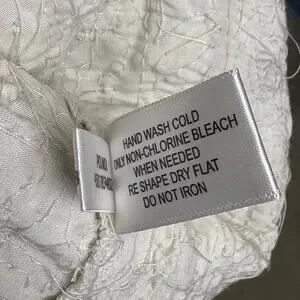 HAND WASH COLD
ONLY NON-CHLORINE BLEACH
WHEN NEEDED
RE SHAPE DRY FLAT
DO NOT IRON